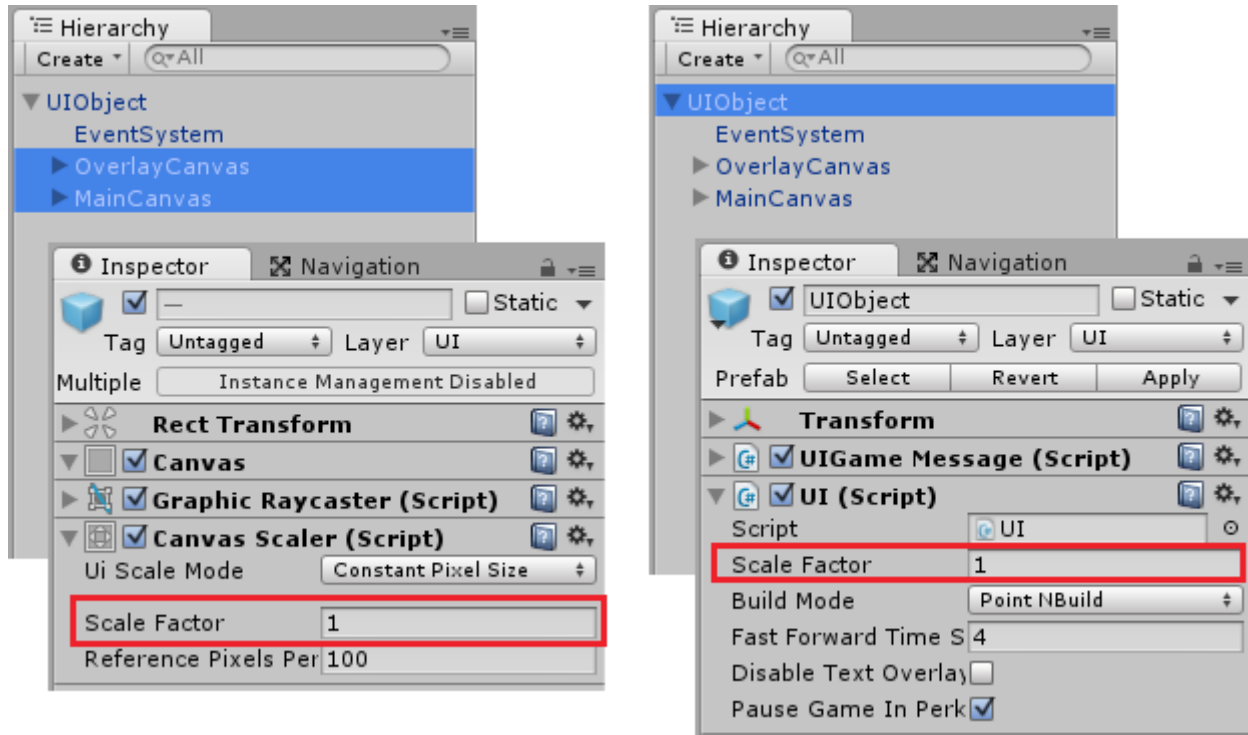 Hierarchy
Create All
UIObject
EventSystem
OverlayCanvas
MainCanvas
Inspector Navigation
— Static
Tag Untagged Layer UI
Multiple Instance Management Disabled
Rect Transform
Canvas
Graphic Raycaster (Script)
Canvas Scaler (Script)
Ui Scale Mode Constant Pixel Size
Scale Factor 1
Reference Pixels Per 100
Hierarchy
Create All
UIObject
EventSystem
OverlayCanvas
MainCanvas
Inspector Navigation
UIObject Static
Tag Untagged Layer UI
Prefab Select Revert Apply
Transform
UIGame Message (Script)
UI (Script)
Script UI
Scale Factor 1
Build Mode Point NBuild
Fast Forward Time S 4
Disable Text Overlay
Pause Game In Perk